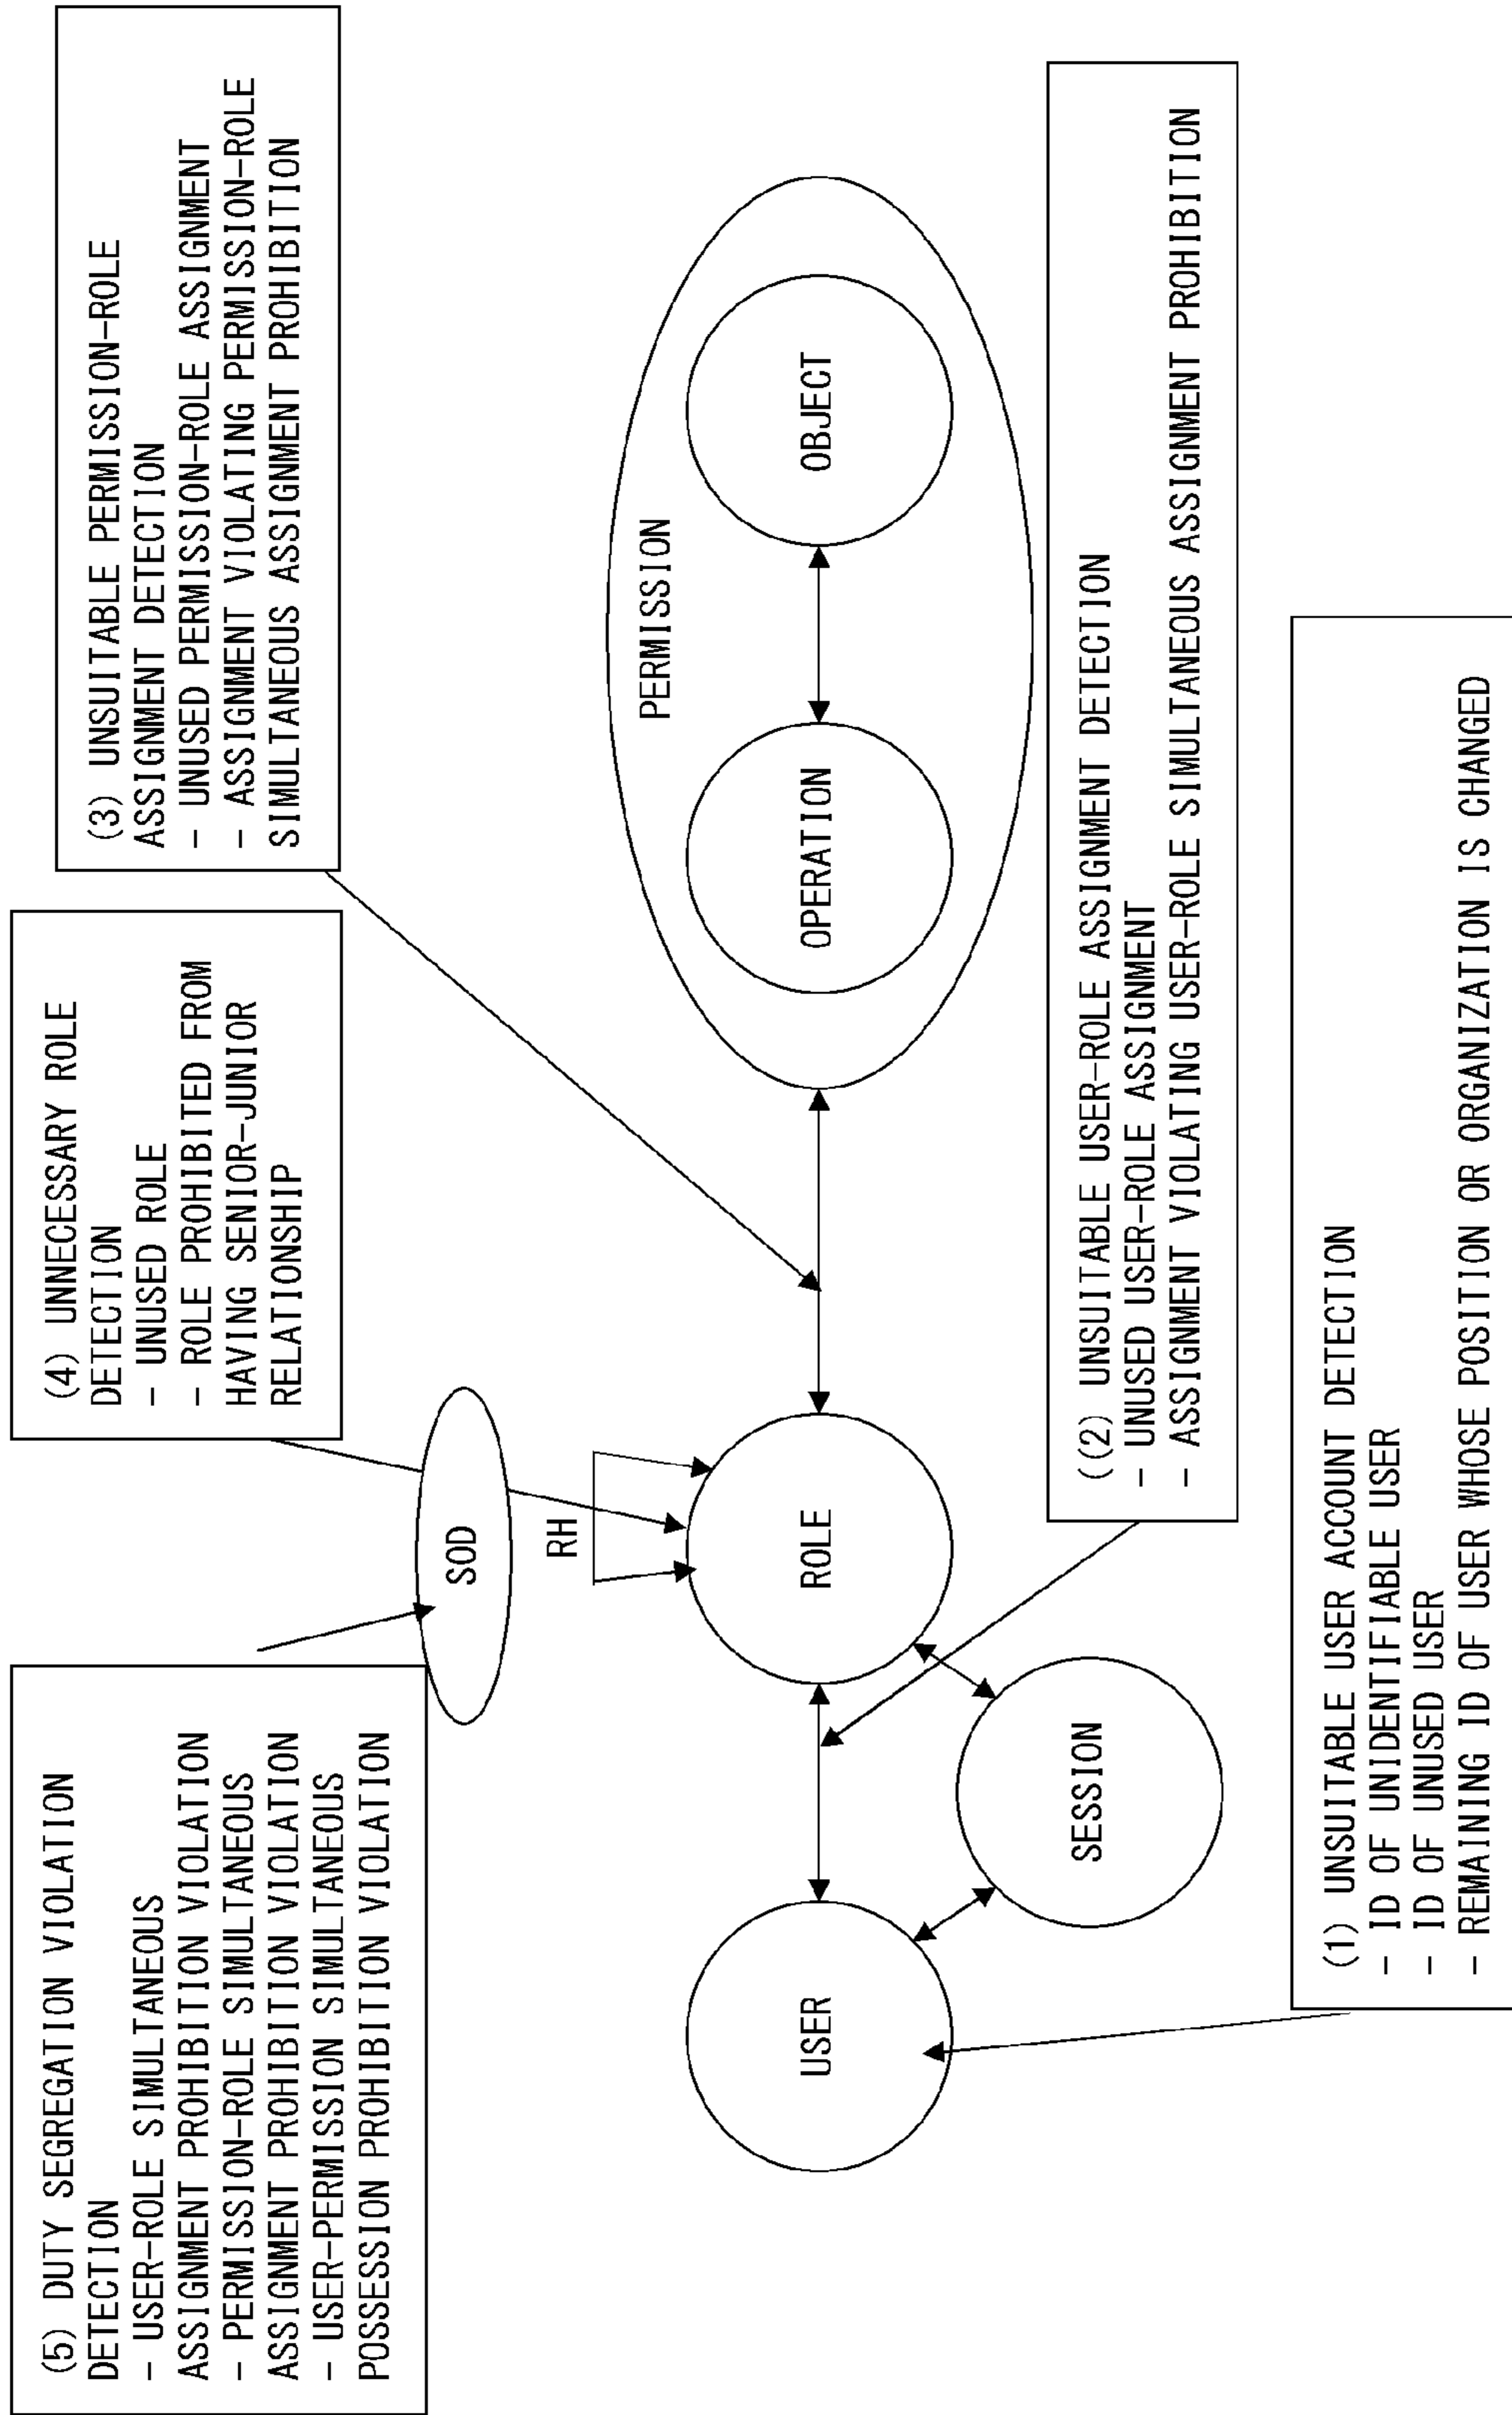 (5) DUTY SEGREGATION VIOLATION
DETECTION
- USER-ROLE SIMULTANEOUS
ASSIGNMENT PROHIBITION VIOLATION
- PERMISSION-ROLE SIMULTANEOUS
ASSIGNMENT PROHIBITION VIOLATION
- USER-PERMISSION SIMULTANEOUS
POSSESSION PROHIBITION VIOLATION
(4) UNNECESSARY ROLE
DETECTION
- UNUSED ROLE
- ROLE PROHIBITED FROM
HAVING SENIOR-JUNIOR
RELATIONSHIP
(3) UNSUITABLE PERMISSION-ROLE
ASSIGNMENT DETECTION
- UNUSED PERMISSION-ROLE ASSIGNMENT
- ASSIGNMENT VIOLATING PERMISSION-ROLE
SIMULTANEOUS ASSIGNMENT PROHIBITION
SOD
RH
PERMISSION
USER
ROLE
OPERATION
OBJECT
SESSION
((2) UNSUITABLE USER-ROLE ASSIGNMENT DETECTION
- UNUSED USER-ROLE ASSIGNMENT
- ASSIGNMENT VIOLATING USER-ROLE SIMULTANEOUS ASSIGNMENT PROHIBITION
(1) UNSUITABLE USER ACCOUNT DETECTION
- ID OF UNIDENTIFIABLE USER
- ID OF UNUSED USER
- REMAINING ID OF USER WHOSE POSITION OR ORGANIZATION IS CHANGED